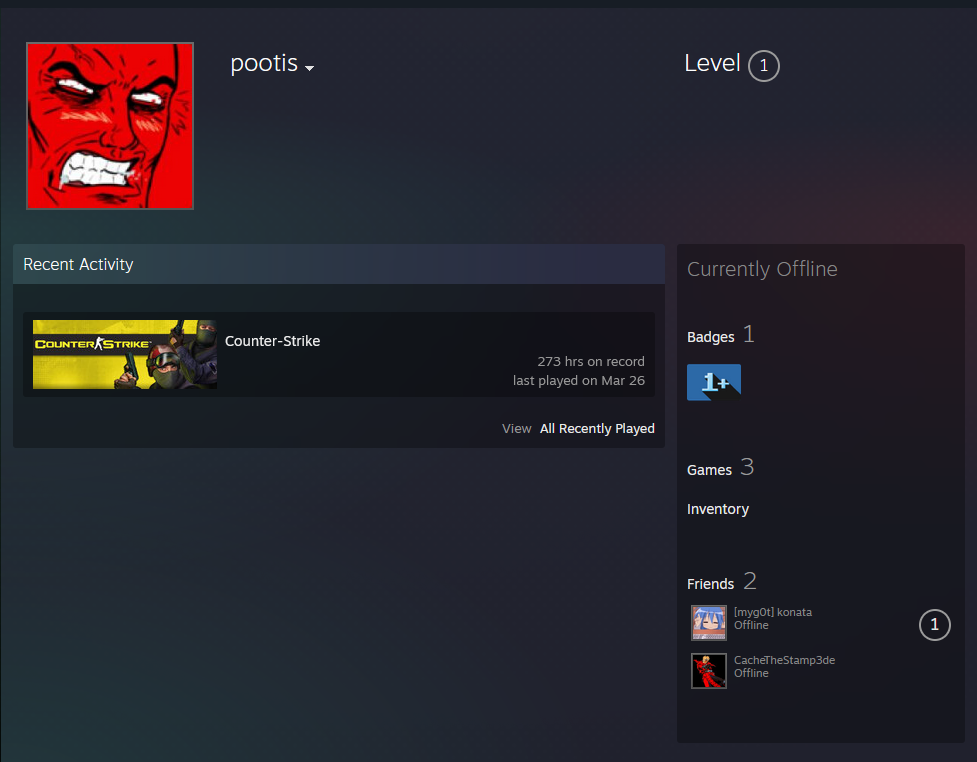 pootis
Level 1
Recent Activity
COUNTER STRIKE
Counter-Strike
273 hrs on record
last played on Mar 26
View All Recently Played
Currently Offline
Badges 1
1+
Games 3
Inventory
Friends 2
[myg0t] konata
Offline
1
CacheTheStamp3de
Offline